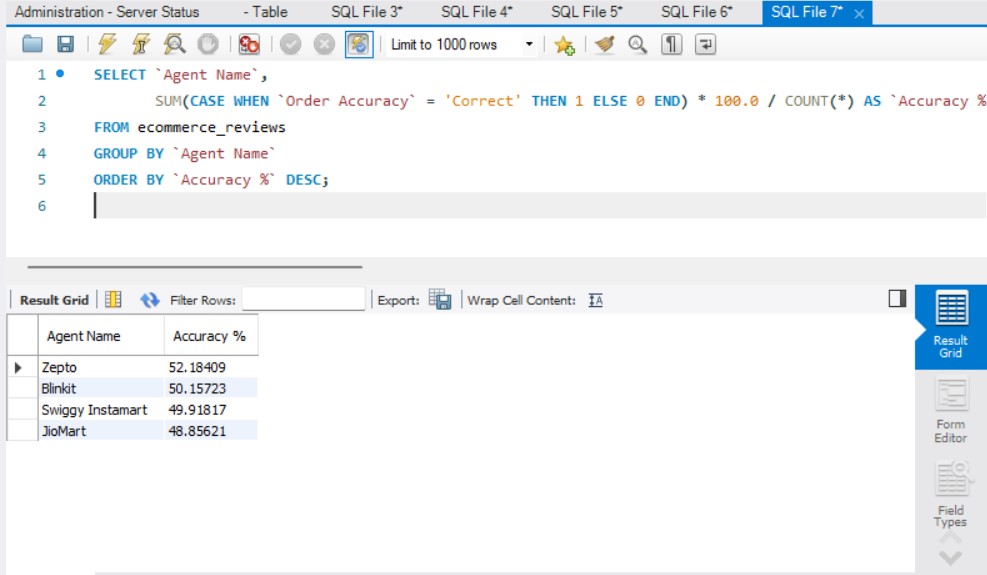 Administration - Server Status - Table SQL File 3* SQL File 4* SQL File 5* SQL File 6* SQL File 7* ×
Limit to 1000 rows
1 SELECT `Agent Name`,
2 SUM(CASE WHEN `Order Accuracy` = 'Correct' THEN 1 ELSE 0 END) * 100.0 / COUNT(*) AS `Accuracy %
3 FROM ecommerce_reviews
4 GROUP BY `Agent Name`
5 ORDER BY `Accuracy %` DESC;
6
Result Grid Filter Rows: Export: Wrap Cell Content: IA
Agent Name Accuracy %
Zepto 52.18409
Blinkit 50.15723
Swiggy Instamart 49.91817
JioMart 48.85621
Result
Grid
Form
Editor
Field
Types